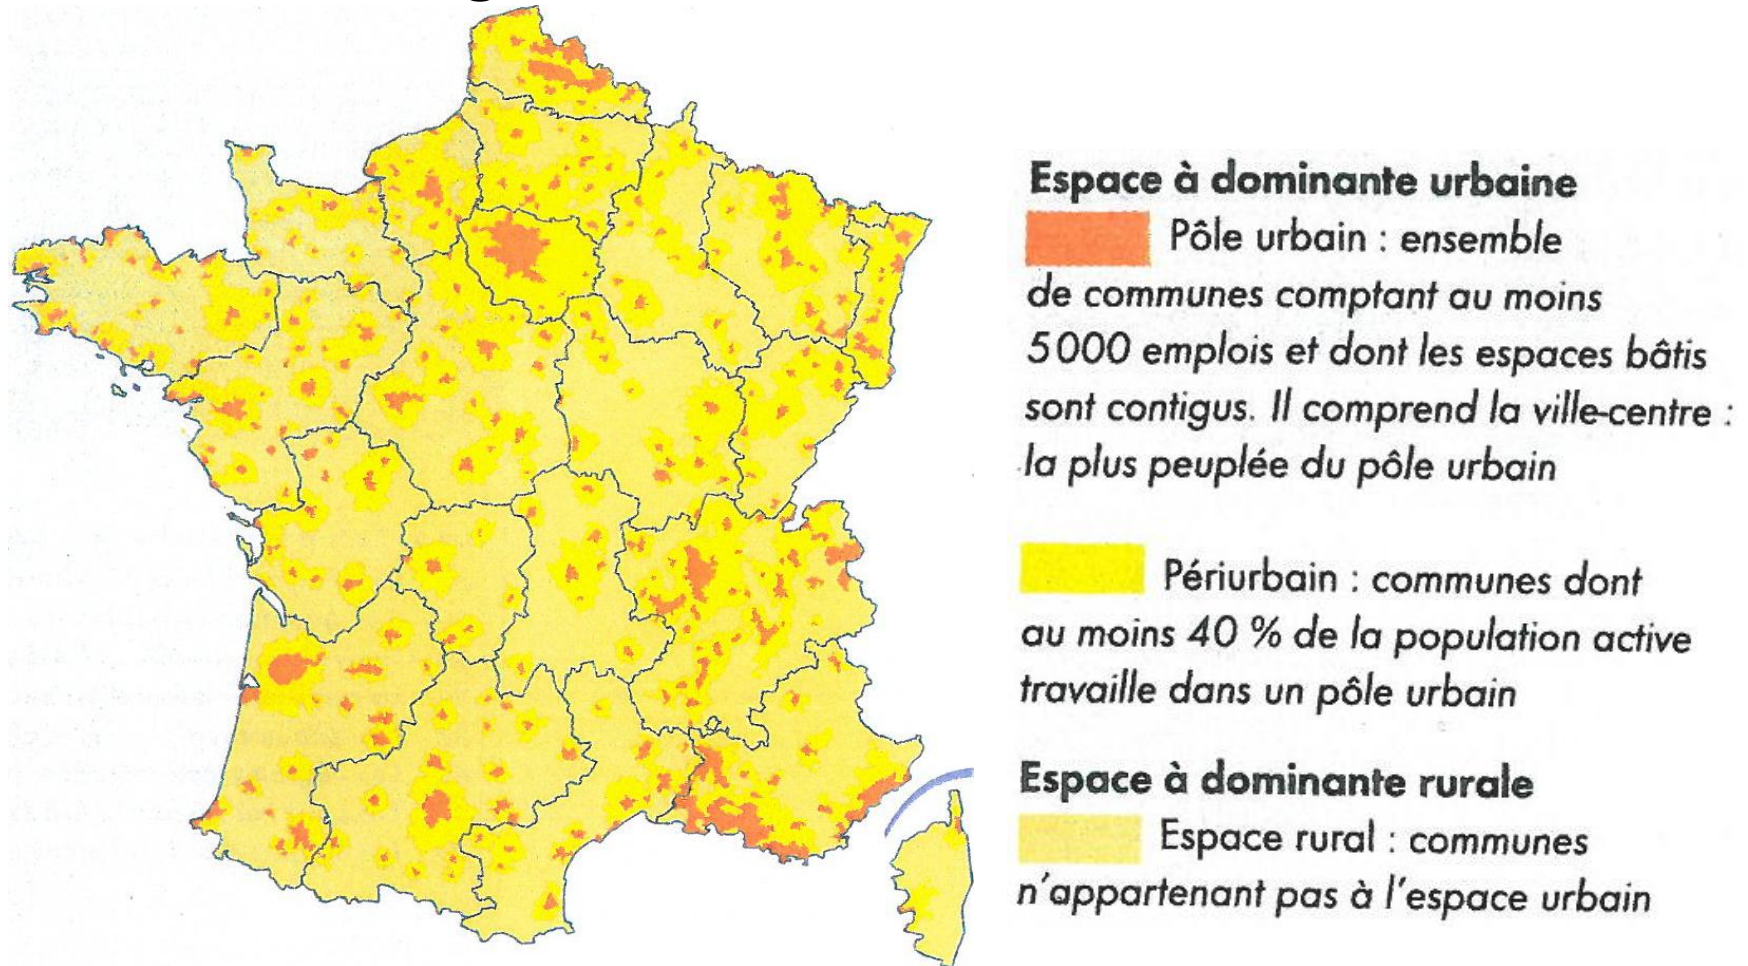 Espace à dominante urbaine
Pôle urbain : ensemble
de communes comptant au moins
5 000 emplois et dont les espaces bâtis
sont contigus. Il comprend la ville-centre :
la plus peuplée du pôle urbain
Périurbain : communes dont
au moins 40 % de la population active
travaille dans un pôle urbain
Espace à dominante rurale
Espace rural : communes
n'appartenant pas à l'espace urbain